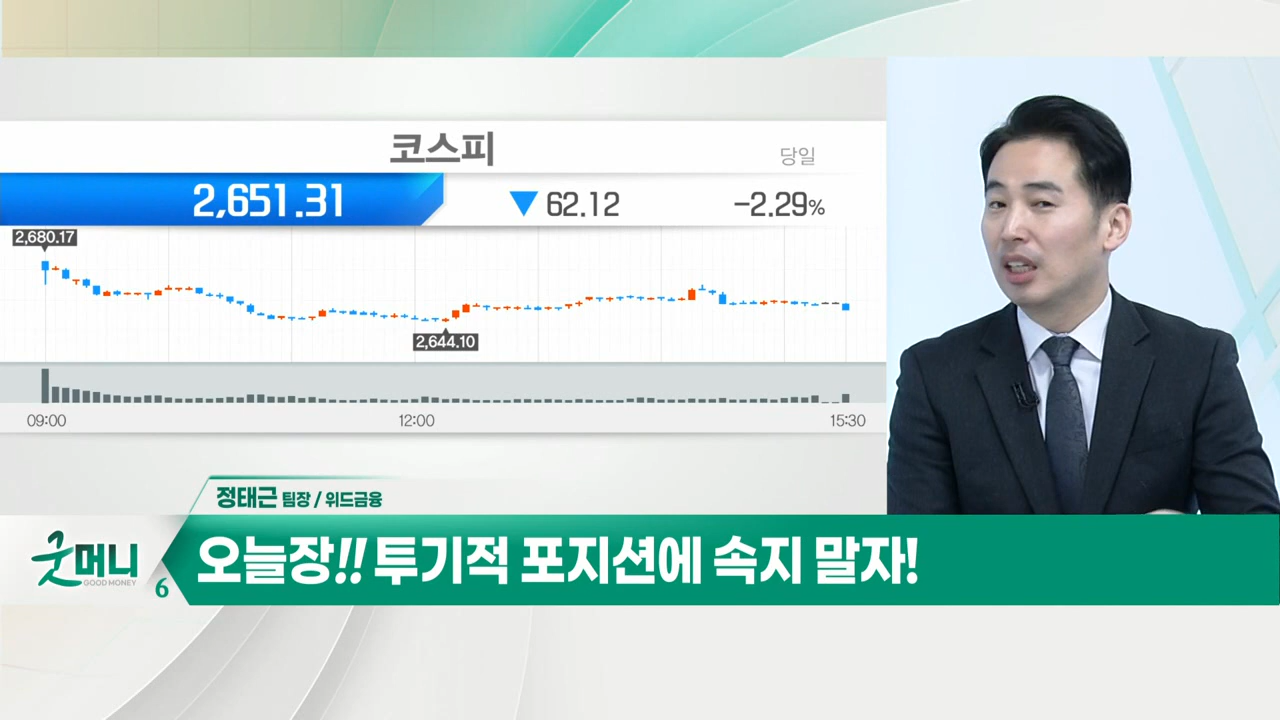 코스피
당일
2,651.31 ▼ 62.12 -2.29%
2,680.17
2,644.10
09:00 12:00 15:30
정태근 팀장 / 위드금융
굿머니
GOOD MONEY
6
오늘장!! 투기적 포지션에 속지 말자!